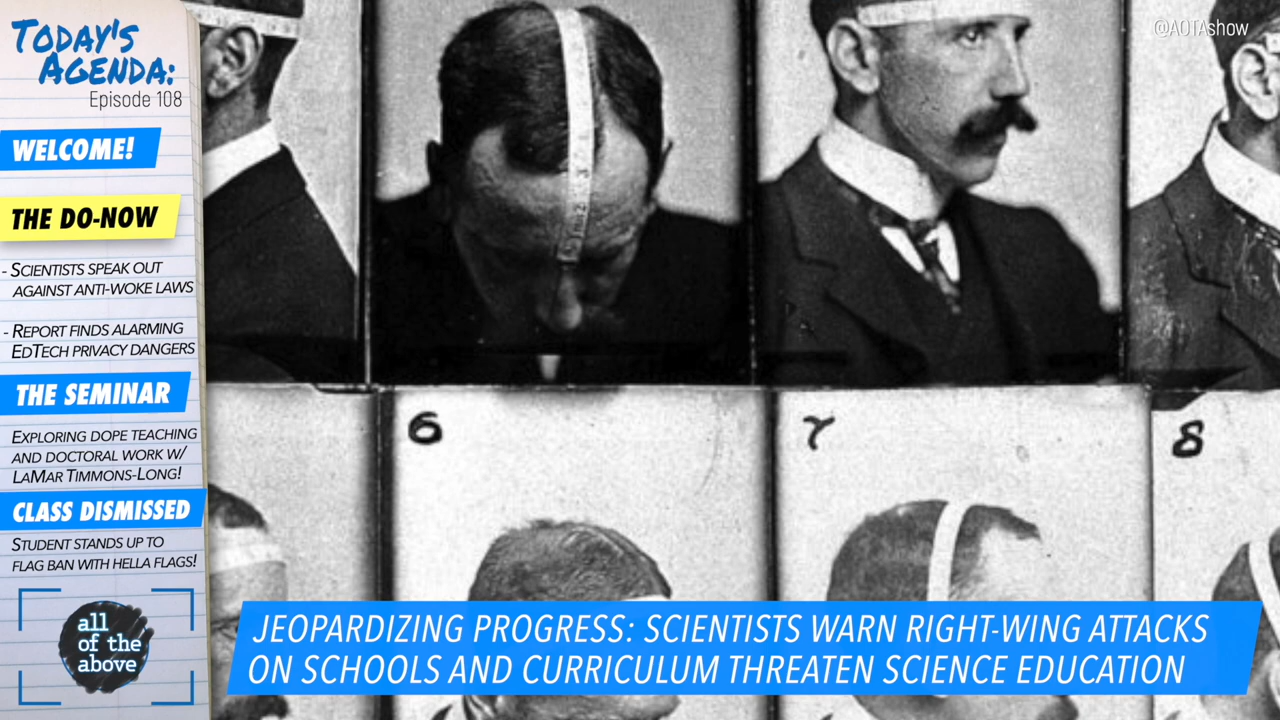 TODAY'S
AGENDA:
Episode 108
WELCOME!
THE DO-NOW
- SCIENTISTS SPEAK OUT
AGAINST ANTI-WOKE LAWS
- REPORT FINDS ALARMING
EDTECH PRIVACY DANGERS
THE SEMINAR
EXPLORING DOPE TEACHING
AND DOCTORAL WORK W/
LAMAR TIMMONS-LONG!
CLASS DISMISSED
STUDENT STANDS UP TO
FLAG BAN WITH HELLA FLAGS!
all
of the
above
@AOTAshow
6
7
8
JEOPARDIZING PROGRESS: SCIENTISTS WARN RIGHT-WING ATTACKS
ON SCHOOLS AND CURRICULUM THREATEN SCIENCE EDUCATION